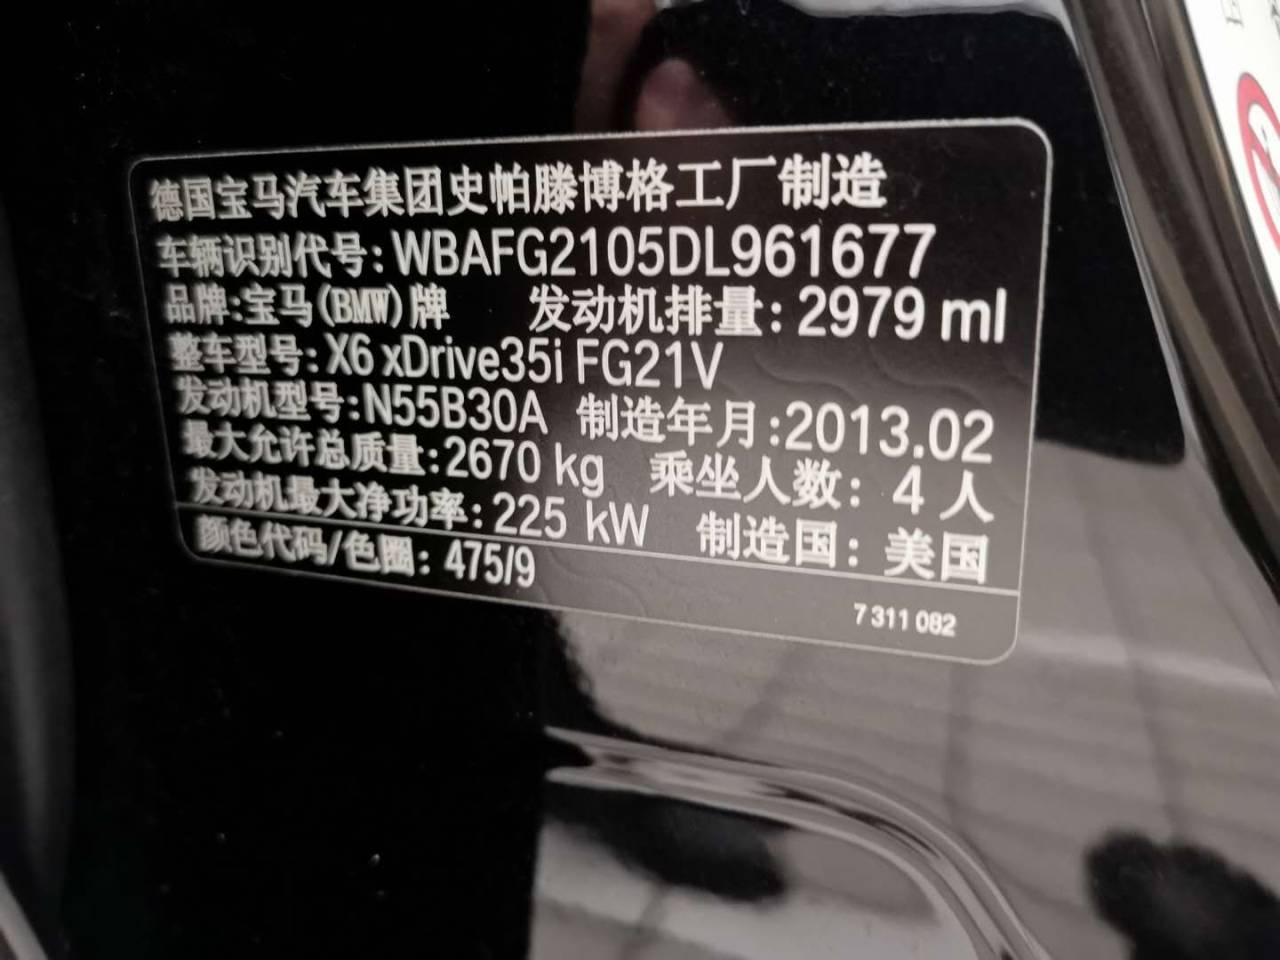 德国宝马汽车集团史帕滕博格工厂制造
车辆识别代号:WBAFG2105DL961677
品牌:宝马(BMW)牌 发动机排量:2979 ml
整车型号:X6 xDrive35i FG21V
发动机型号:N55B30A 制造年月:2013.02
最大允许总质量:2670 kg 乘坐人数: 4 人
发动机最大净功率:225 kW 制造国: 美国
颜色代码/色圈: 475/9
7 311 082